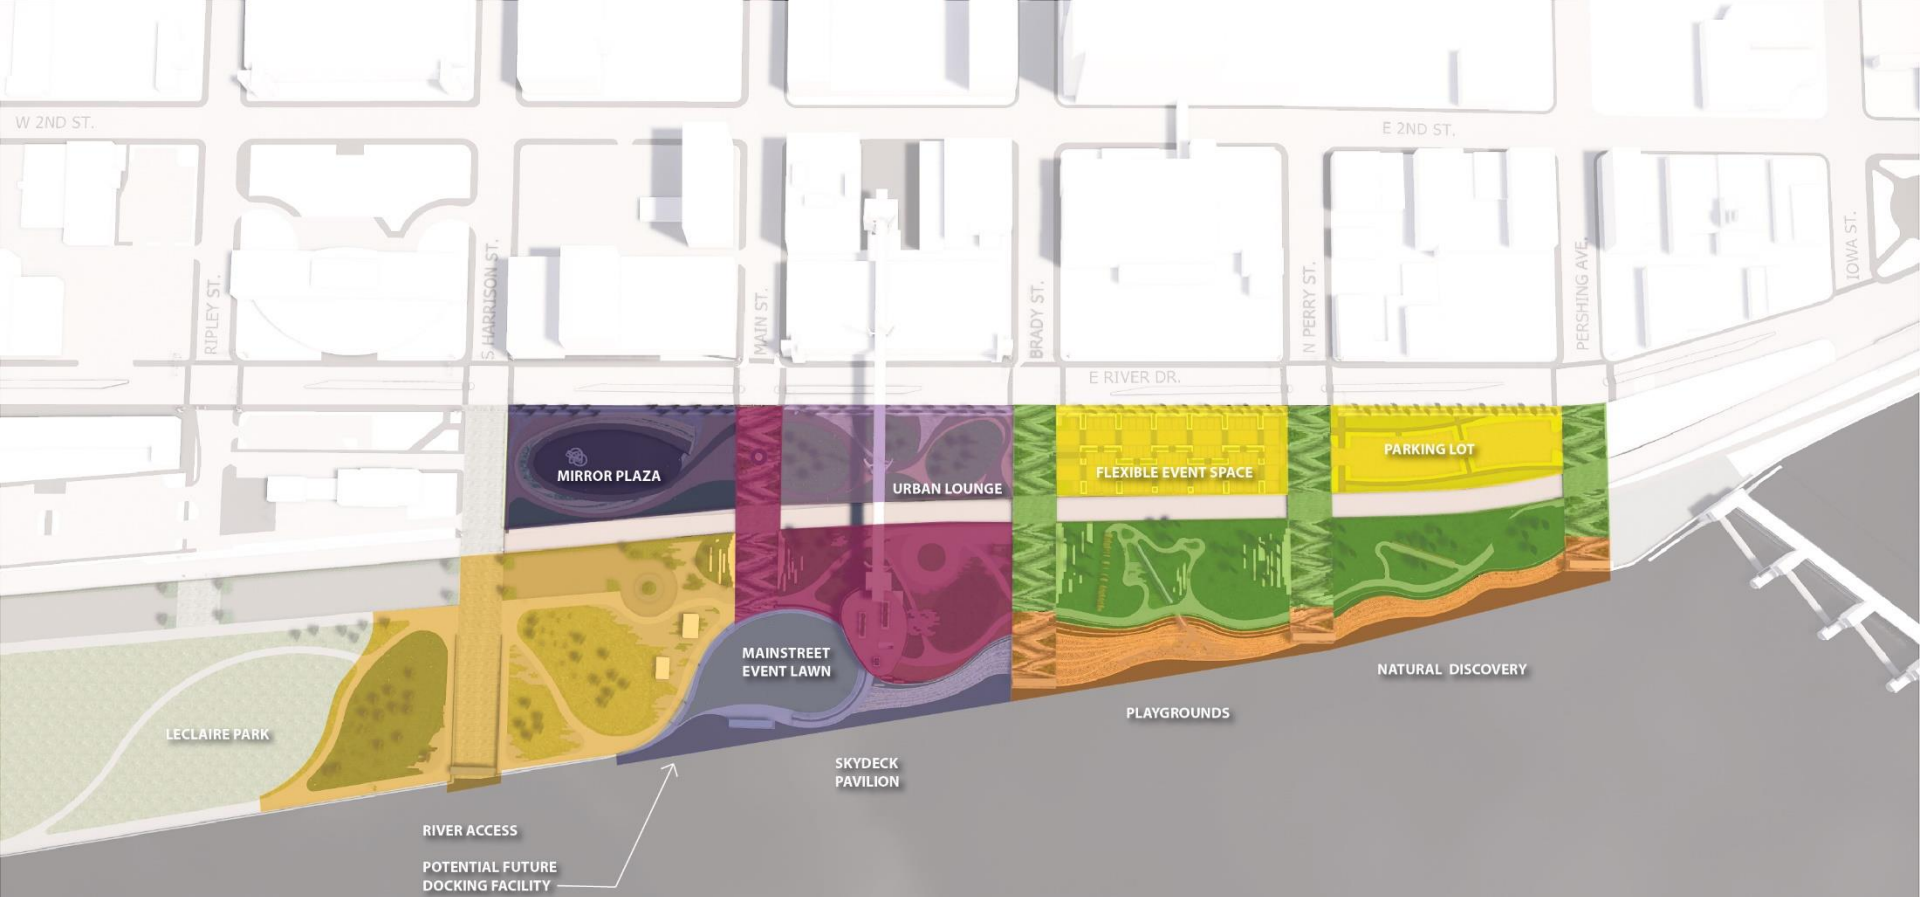 W 2ND ST.
E 2ND ST.
RIPLEY ST.
S HARRISON ST.
MAIN ST.
BRADY ST.
N PERRY ST.
PERSHING AVE.
IOWA ST.
E RIVER DR.
MIRROR PLAZA
URBAN LOUNGE
FLEXIBLE EVENT SPACE
PARKING LOT
MAINSTREET
EVENT LAWN
LECLAIRE PARK
NATURAL DISCOVERY
PLAYGROUNDS
SKYDECK
PAVILION
RIVER ACCESS
POTENTIAL FUTURE
DOCKING FACILITY